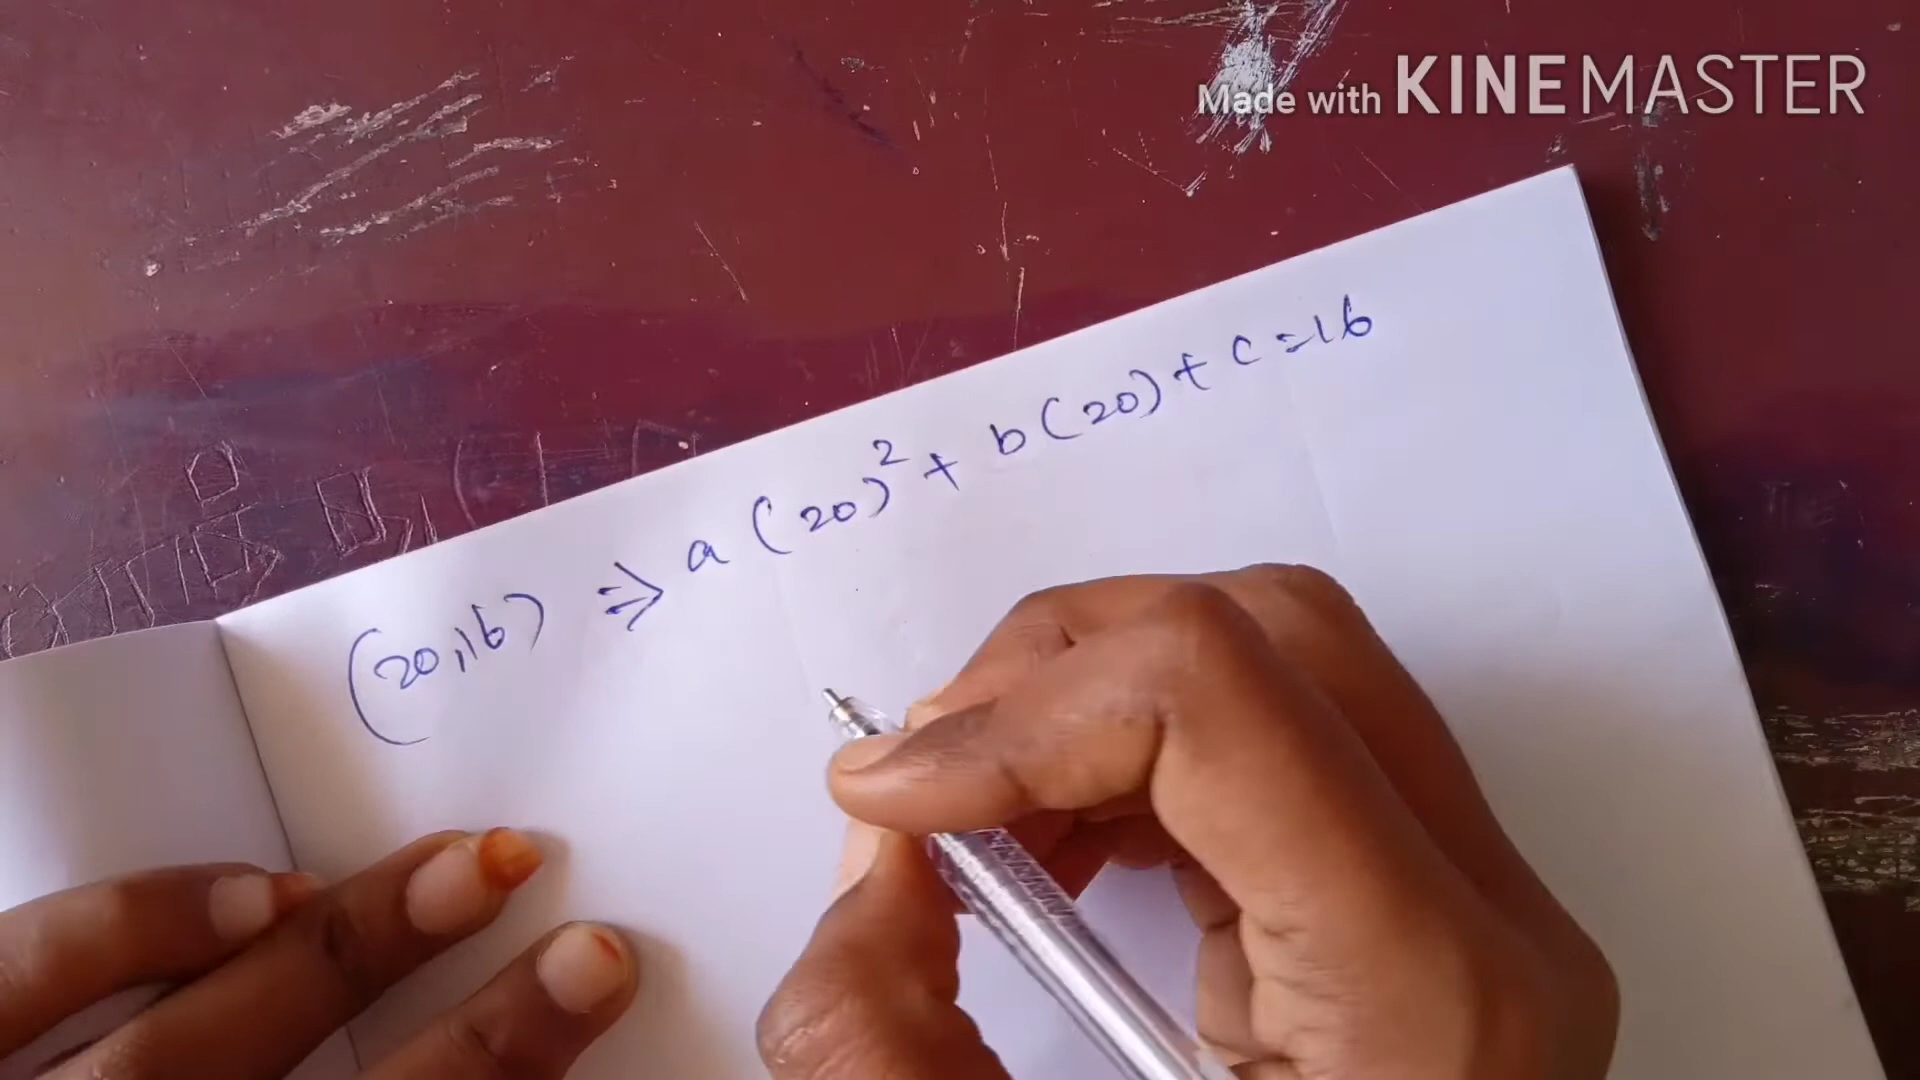 Made with KINEMASTER
(20,16) ⇒ a(20)² + b(20) + c = 16